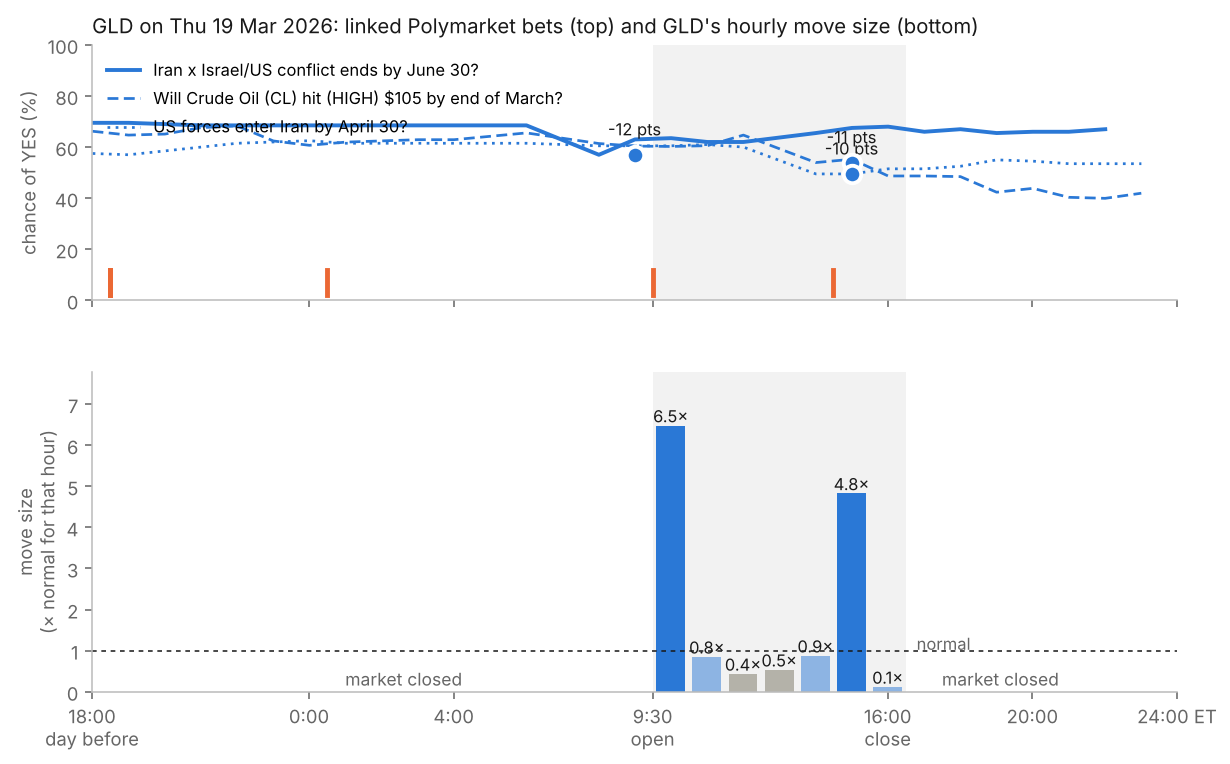 GLD on Thu 19 Mar 2026: linked Polymarket bets (top) and GLD's hourly move size (bottom)
chance of YES (%)
100
80
60
40
20
0
Iran x Israel/US conflict ends by June 30?
Will Crude Oil (CL) hit (HIGH) $105 by end of March?
US forces enter Iran by April 30?
-12 pts
-11 pts
-10 pts
move size
(× normal for that hour)
7
6
5
4
3
2
1
0
6.5×
0.8×
0.4×
0.5×
0.9×
4.8×
0.1×
normal
market closed
market closed
18:00
day before
0:00
4:00
9:30
open
16:00
close
20:00
24:00 ET